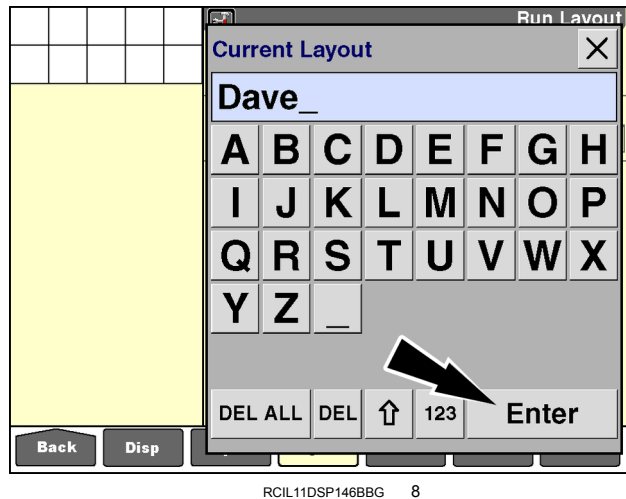 Run Layout
Current Layout
Dave_
A B C D E F G H
I J K L M N O P
Q R S T U V W X
Y Z _
DEL ALL DEL 123 Enter
Back Disp
RCIL11DSP146BBG 8